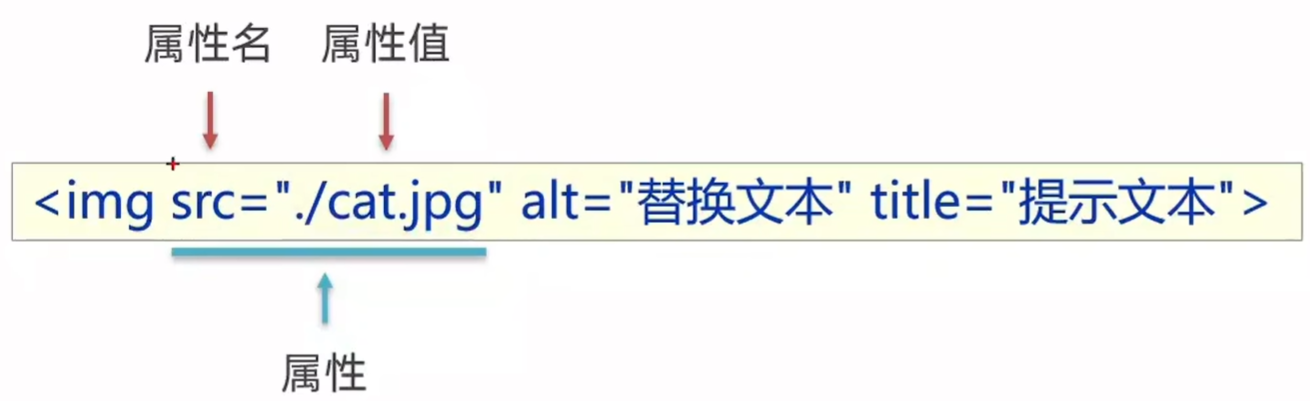 属性名 属性值
<img src="./cat.jpg" alt="替换文本" title="提示文本">
属性